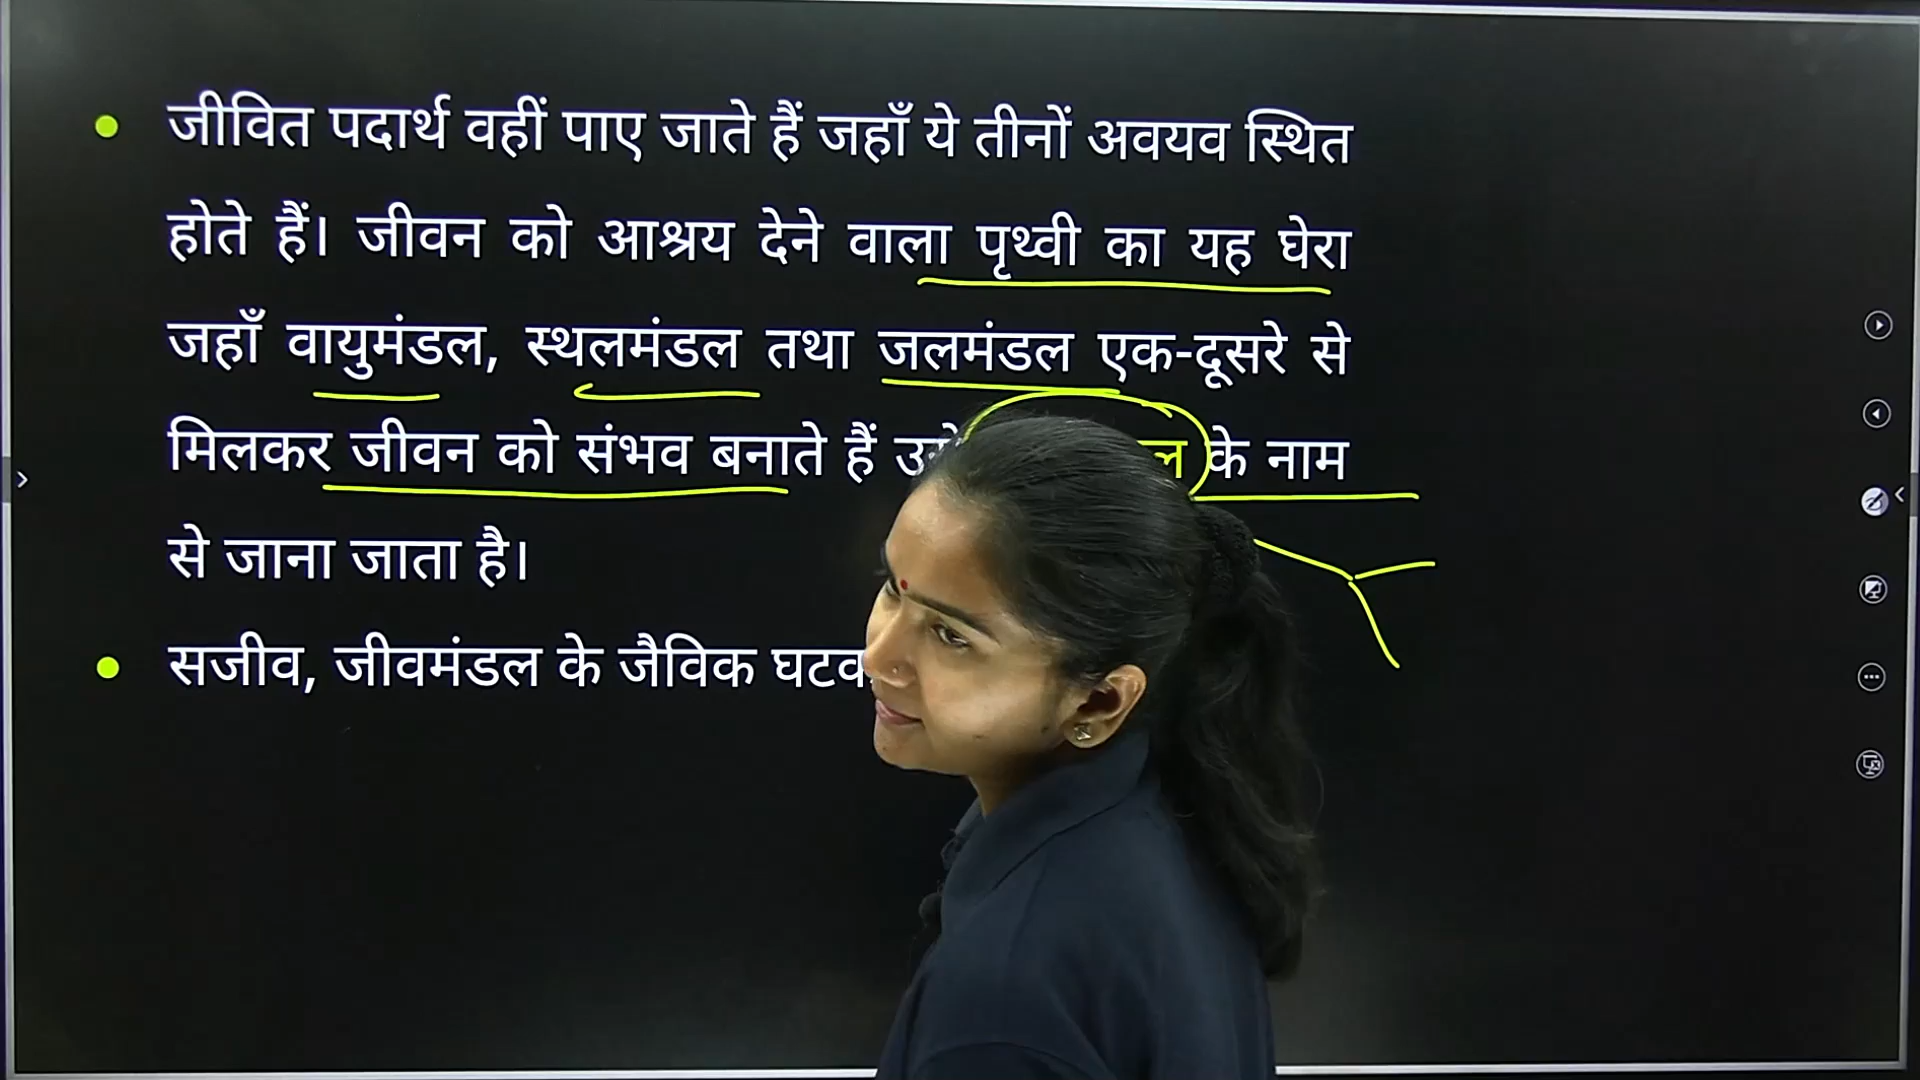 जीवित पदार्थ वहीं पाए जाते हैं जहाँ ये तीनों अवयव स्थित
होते हैं। जीवन को आश्रय देने वाला पृथ्वी का यह घेरा
जहाँ वायुमंडल, स्थलमंडल तथा जलमंडल एक-दूसरे से
मिलकर जीवन को संभव बनाते हैं के नाम
से जाना जाता है।
सजीव, जीवमंडल के जैविक